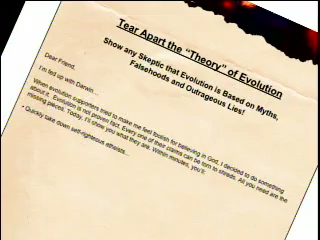 Tear Apart the "Theory" of Evolution
Show any Skeptic that Evolution is Based on Myths,
Falsehoods and Outrageous Lies!
Dear Friend,
I'm fed up with Darwin...
When evolution supporters tried to make me feel foolish for believing in God, I decided to do something
about it. Evolution is not proven fact. Every one of their claims can be torn to shreds. All you need are the
missing pieces. Today, I'll show you what they are. Within minutes, you'll:
• Quickly take down self-righteous atheists...